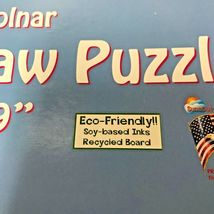 olnar
aw Puzzl
9”
Eco-Friendly!!
Soy-based Inks
Recycled Board